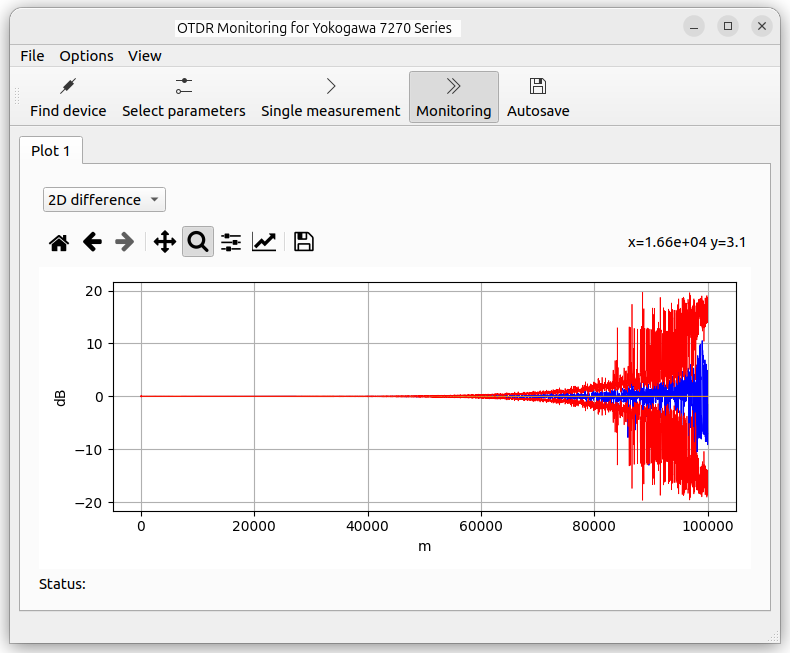 OTDR Monitoring for Yokogawa 7270 Series
File Options View
Find device Select parameters Single measurement Monitoring Autosave
Plot 1
2D difference
x=1.66e+04 y=3.1
20
10
0
−10
−20
dB
0 20000 40000 60000 80000 100000
m
Status: